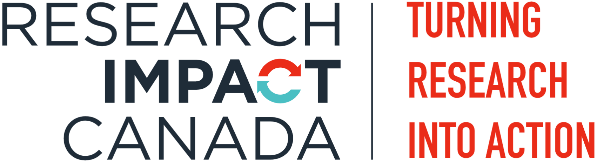 RESEARCH
IMPACT
CANADA
TURNING
RESEARCH
INTO ACTION